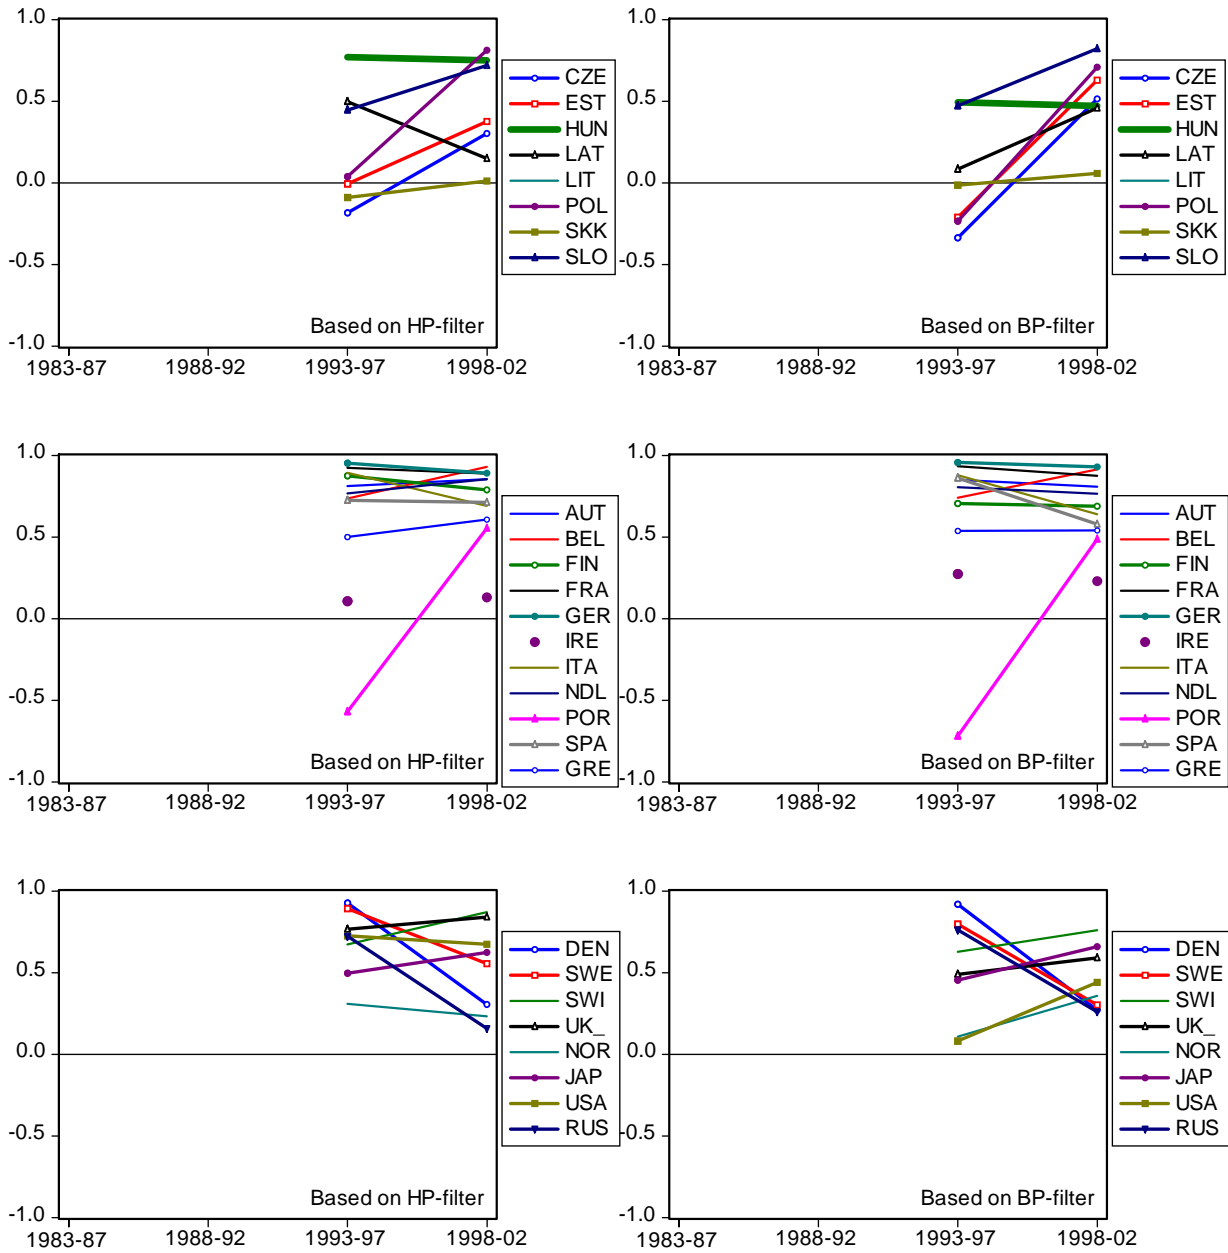 1.0
0.5
0.0
-0.5
-1.0
CZE
EST
HUN
LAT
LIT
POL
SKK
SLO
Based on HP-filter
1983-87 1988-92 1993-97 1998-02
1.0
0.5
0.0
-0.5
-1.0
CZE
EST
HUN
LAT
LIT
POL
SKK
SLO
Based on BP-filter
1983-87 1988-92 1993-97 1998-02
1.0
0.5
0.0
-0.5
-1.0
AUT
BEL
FIN
FRA
GER
IRE
ITA
NDL
POR
SPA
GRE
Based on HP-filter
1983-87 1988-92 1993-97 1998-02
1.0
0.5
0.0
-0.5
-1.0
AUT
BEL
FIN
FRA
GER
IRE
ITA
NDL
POR
SPA
GRE
Based on BP-filter
1983-87 1988-92 1993-97 1998-02
1.0
0.5
0.0
-0.5
-1.0
DEN
SWE
SWI
UK_
NOR
JAP
USA
RUS
Based on HP-filter
1983-87 1988-92 1993-97 1998-02
1.0
0.5
0.0
-0.5
-1.0
DEN
SWE
SWI
UK_
NOR
JAP
USA
RUS
Based on BP-filter
1983-87 1988-92 1993-97 1998-02